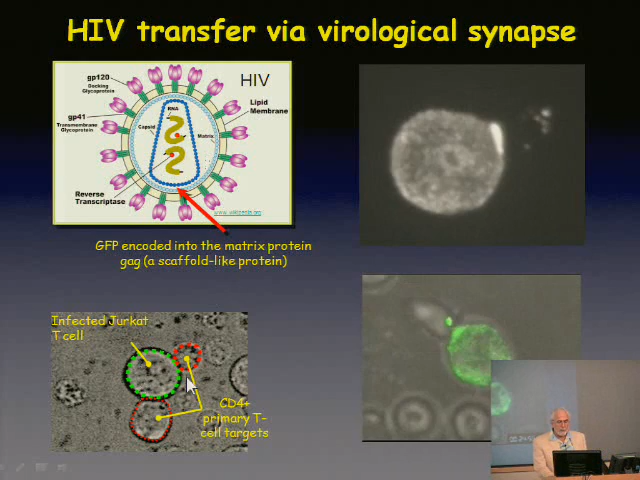 HIV transfer via virological synapse
HIV
gp120
Docking
Glycoprotein
gp41
Transmembrane
Glycoprotein
RNA
Capsid
Matrix
Lipid
Membrane
Reverse
Transcriptase
GFP encoded into the matrix protein
gag (a scaffold-like protein)
Infected Jurkat
T cell
CD4+
primary T-
cell targets